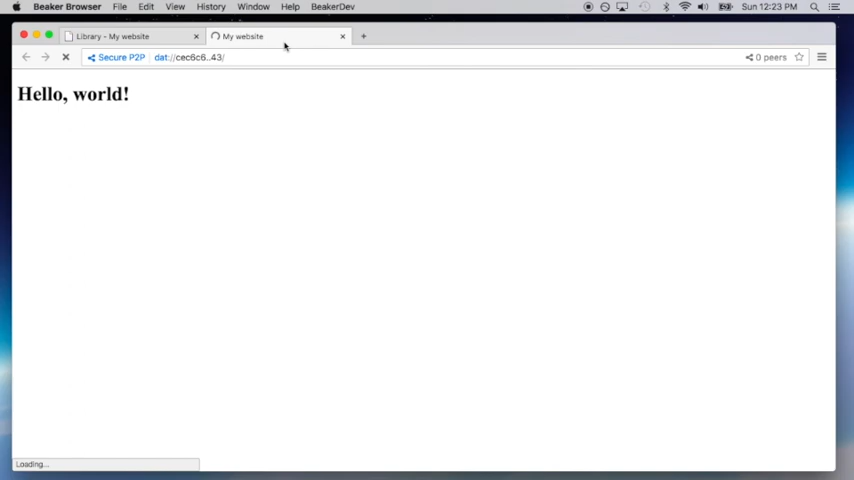 Beaker Browser File Edit View History Window Help BeakerDev Sun 12:23 PM
Library - My website My website
Secure P2P dat://cec6c6..43/ 0 peers
Hello, world!
Loading...